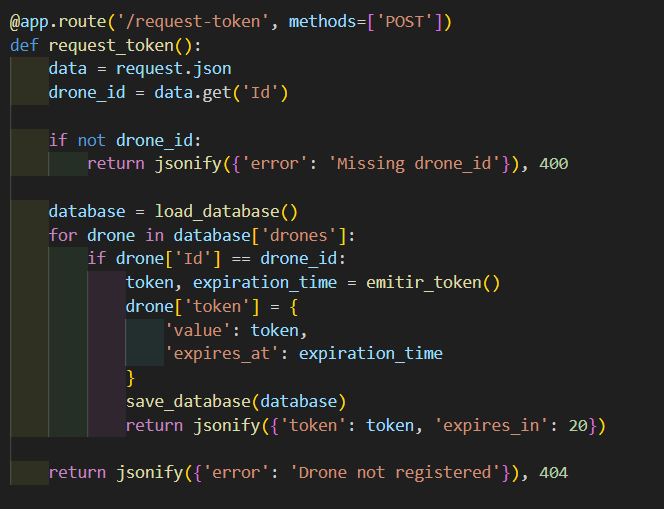 @app.route('/request-token', methods=['POST'])
def request_token():
    data = request.json
    drone_id = data.get('Id')

    if not drone_id:
        return jsonify({'error': 'Missing drone_id'}), 400

    database = load_database()
    for drone in database['drones']:
        if drone['Id'] == drone_id:
            token, expiration_time = emitir_token()
            drone['token'] = {
                'value': token,
                'expires_at': expiration_time
            }
            save_database(database)
            return jsonify({'token': token, 'expires_in': 20})

    return jsonify({'error': 'Drone not registered'}), 404